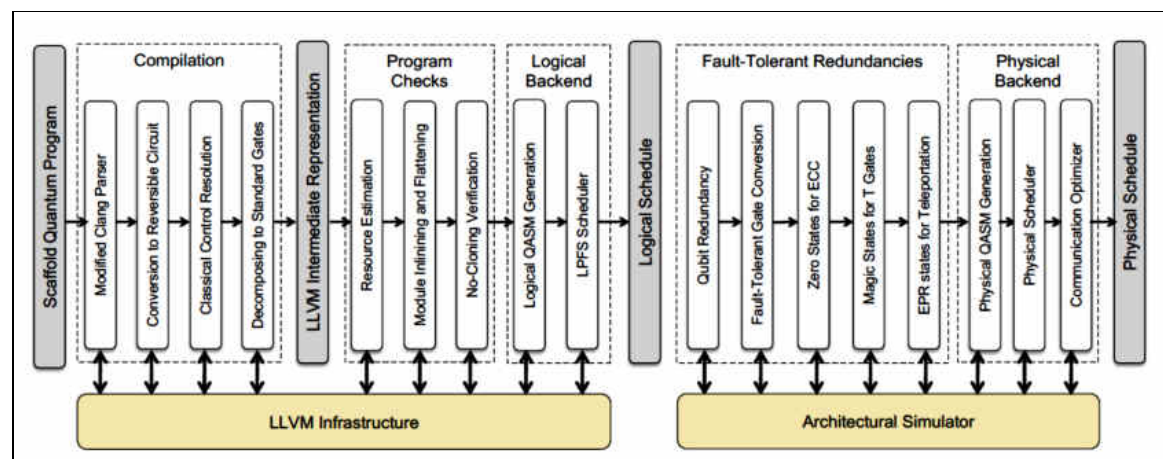 Scaffold Quantum Program
Compilation
Modified Clang Parser
Conversion to Reversible Circuit
Classical Control Resolution
Decomposing to Standard Gates
LLVM Intermediate Representation
Program
Checks
Resource Estimation
Module Inlining and Flattening
No-Cloning Verification
Logical
Backend
Logical QASM Generation
LPFS Scheduler
Logical Schedule
Fault-Tolerant Redundancies
Qubit Redundancy
Fault-Tolerant Gate Conversion
Zero States for ECC
Magic States for T Gates
EPR states for Teleportation
Physical
Backend
Physical QASM Generation
Physical Scheduler
Communication Optimizer
Physical Schedule
LLVM Infrastructure
Architectural Simulator